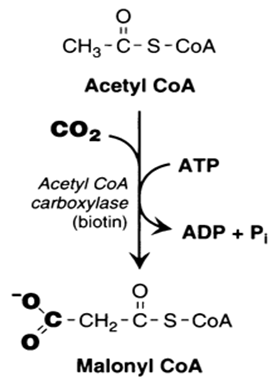 O
CH₃-C-S-CoA
Acetyl CoA
CO₂
ATP
Acetyl CoA
carboxylase
(biotin)
ADP + Pᵢ
⁻O
O
C-CH₂-C-S-CoA
O
Malonyl CoA